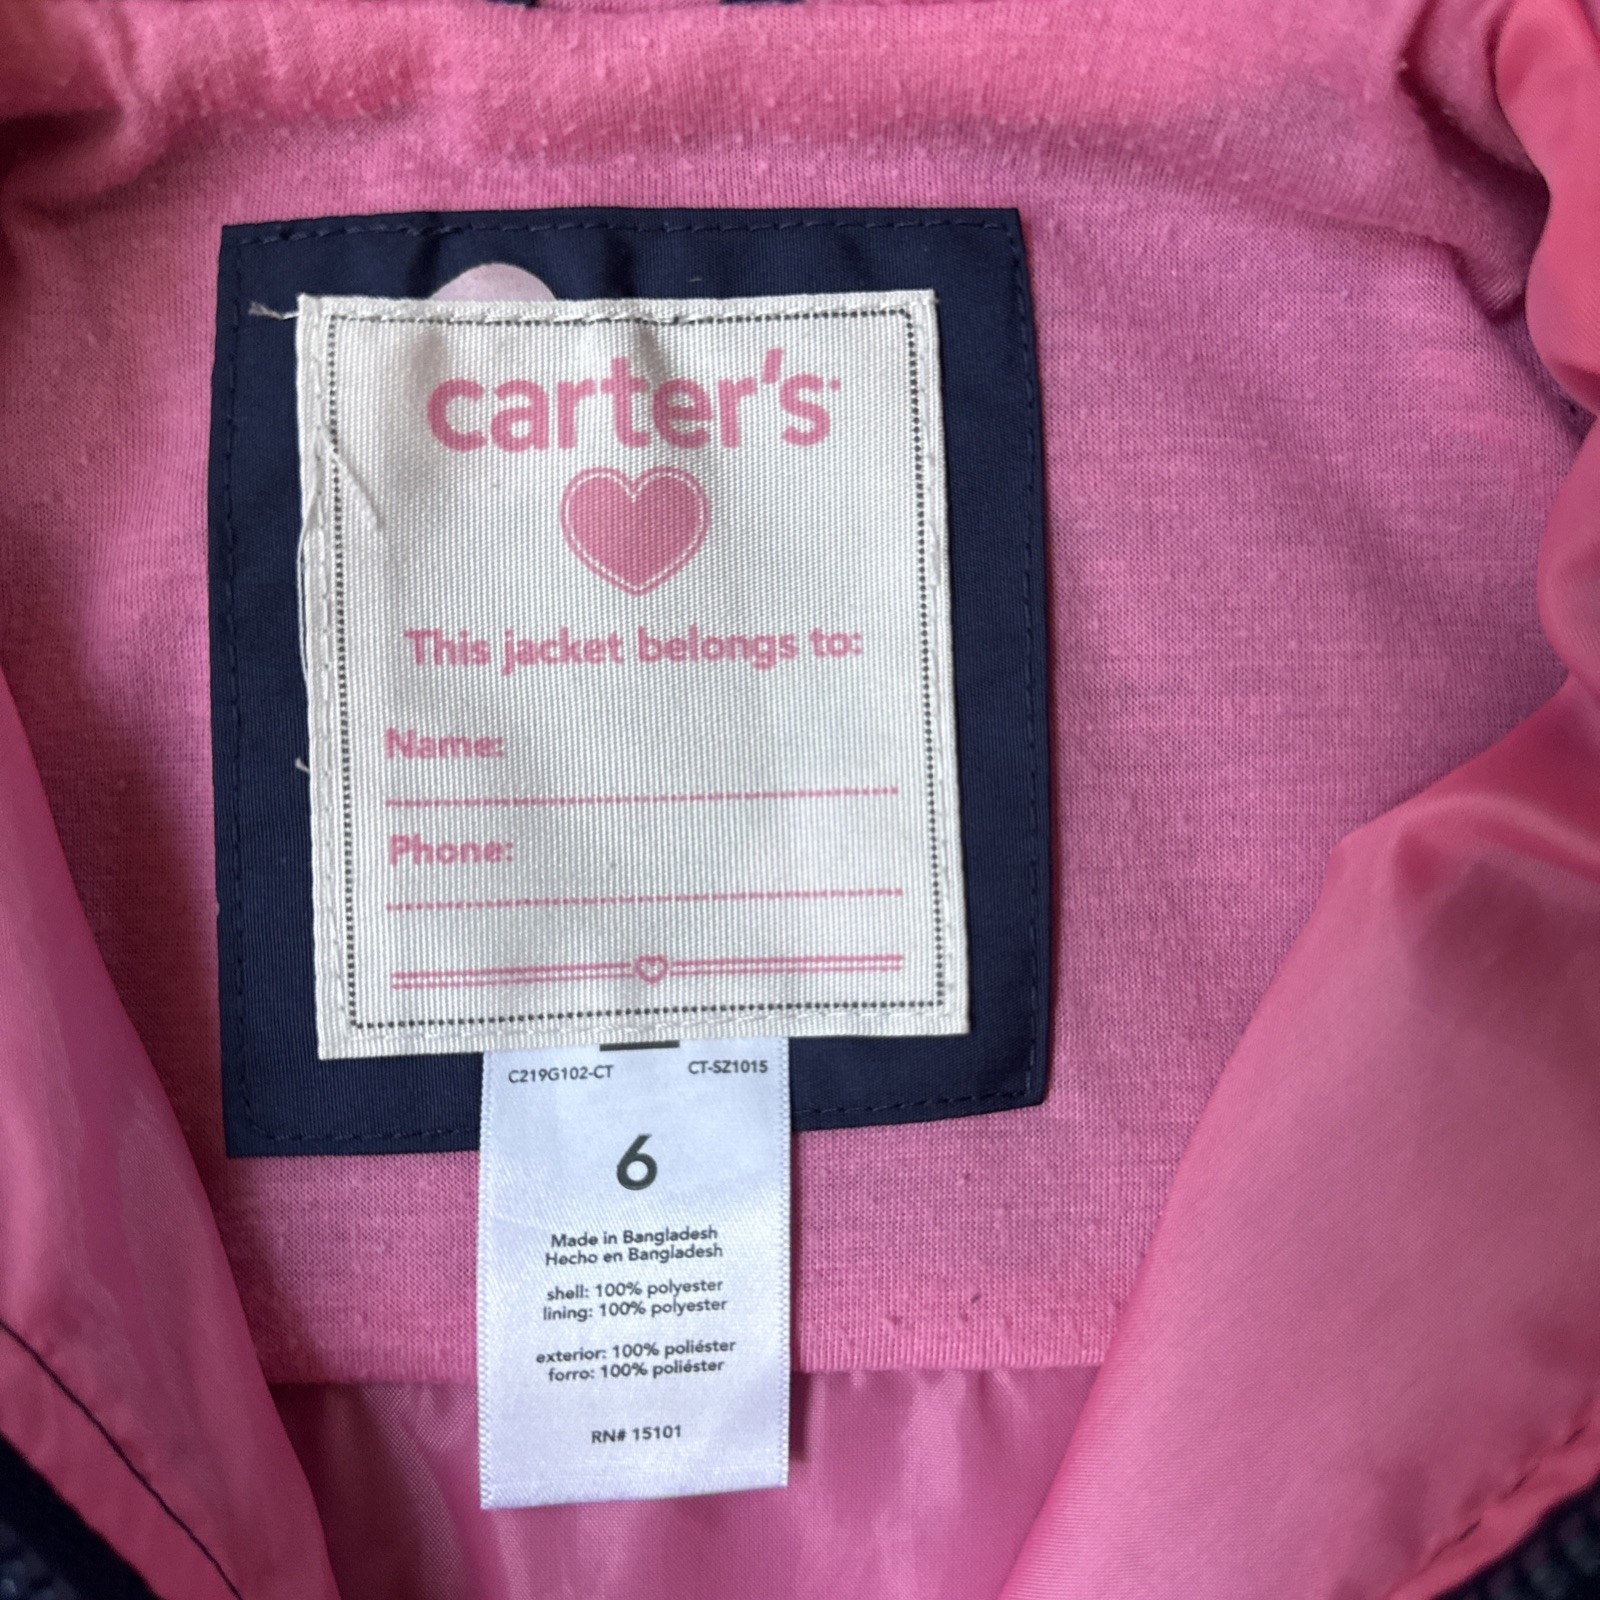 carter's
This jacket belongs to:
Name:
Phone:
C219G102-CT CT-SZ1015
6
Made in Bangladesh
Hecho en Bangladesh
shell: 100% polyester
lining: 100% polyester
exterior: 100% poliéster
forro: 100% poliéster
RN# 15101